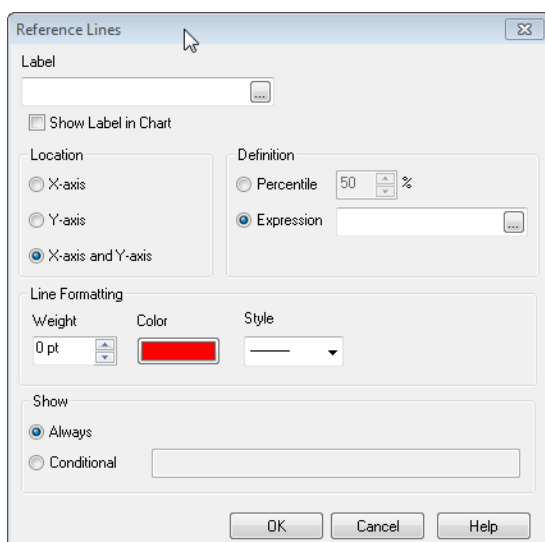 Reference Lines
Label
...
Show Label in Chart
Location
X-axis
Y-axis
X-axis and Y-axis
Definition
Percentile 50 %
Expression ...
Line Formatting
Weight Color Style
0 pt
Show
Always
Conditional
OK Cancel Help